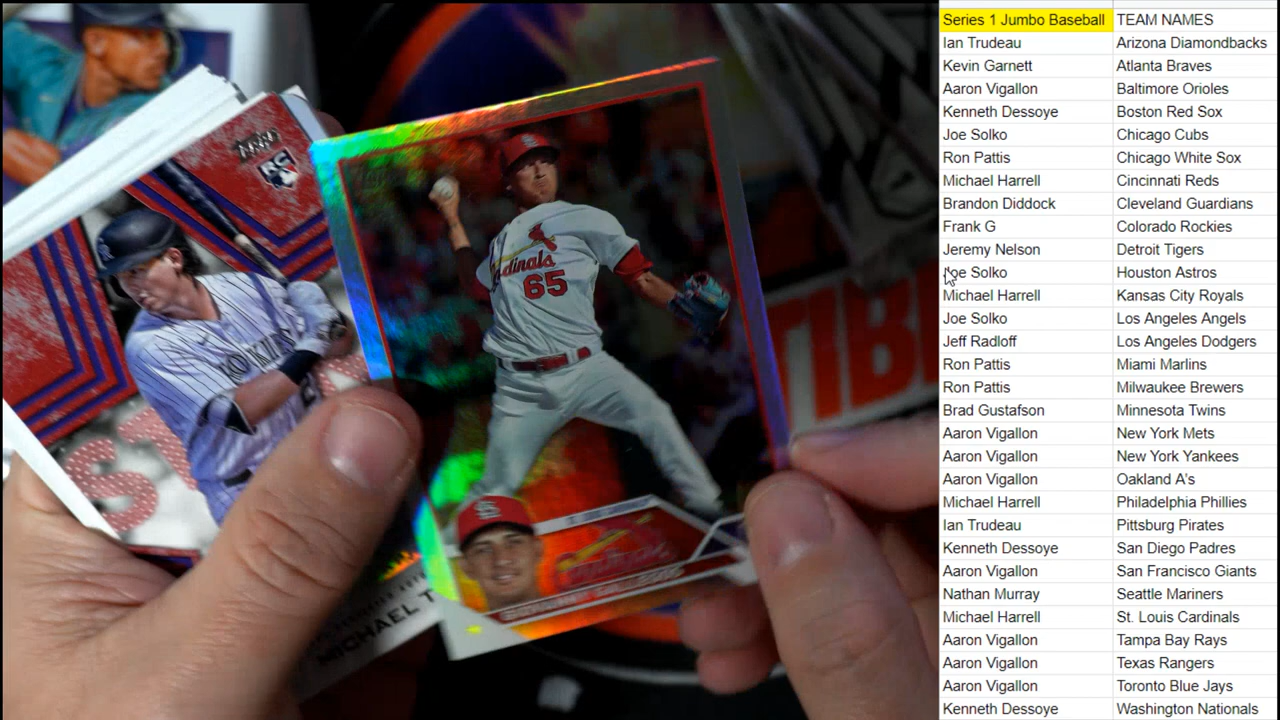 Series 1 Jumbo Baseball TEAM NAMES
Ian Trudeau Arizona Diamondbacks
Kevin Garnett Atlanta Braves
Aaron Vigallon Baltimore Orioles
Kenneth Dessoye Boston Red Sox
Joe Solko Chicago Cubs
Ron Pattis Chicago White Sox
Michael Harrell Cincinnati Reds
Brandon Diddock Cleveland Guardians
Frank G Colorado Rockies
Jeremy Nelson Detroit Tigers
Joe Solko Houston Astros
Michael Harrell Kansas City Royals
Joe Solko Los Angeles Angels
Jeff Radloff Los Angeles Dodgers
Ron Pattis Miami Marlins
Ron Pattis Milwaukee Brewers
Brad Gustafson Minnesota Twins
Aaron Vigallon New York Mets
Aaron Vigallon New York Yankees
Aaron Vigallon Oakland A's
Michael Harrell Philadelphia Phillies
Ian Trudeau Pittsburg Pirates
Kenneth Dessoye San Diego Padres
Aaron Vigallon San Francisco Giants
Nathan Murray Seattle Mariners
Michael Harrell St. Louis Cardinals
Aaron Vigallon Tampa Bay Rays
Aaron Vigallon Texas Rangers
Aaron Vigallon Toronto Blue Jays
Kenneth Dessoye Washington Nationals
RC
Cardinals
65
MICHAEL T